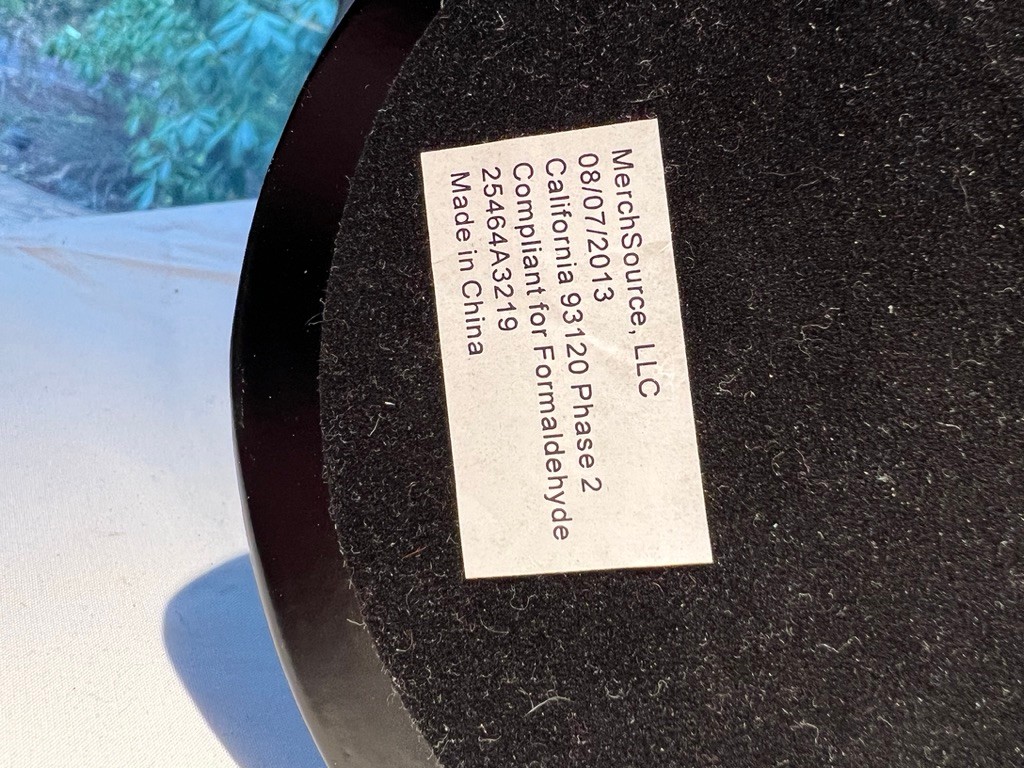 MerchSource, LLC
08/07/2013
California 93120 Phase 2
Compliant for Formaldehyde
25464A3219
Made in China